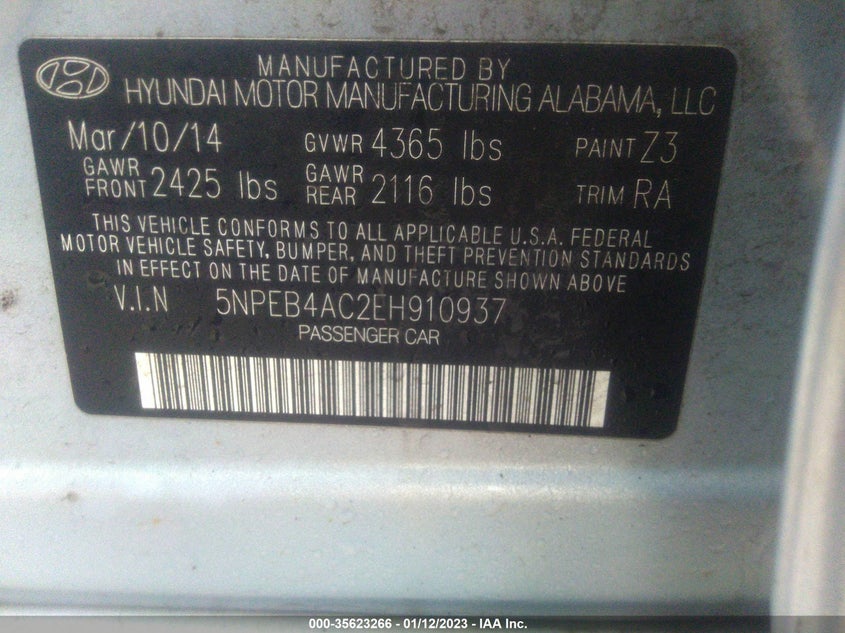 MANUFACTURED BY
HYUNDAI MOTOR MANUFACTURING ALABAMA, LLC
Mar/10/14 GVWR 4365 lbs PAINT Z3
GAWR FRONT 2425 lbs GAWR REAR 2116 lbs TRIM RA
THIS VEHICLE CONFORMS TO ALL APPLICABLE U.S.A. FEDERAL
MOTOR VEHICLE SAFETY, BUMPER, AND THEFT PREVENTION STANDARDS
IN EFFECT ON THE DATE OF MANUFACTURE SHOWN ABOVE
V.I.N 5NPEB4AC2EH910937
PASSENGER CAR
000-35623266 - 01/12/2023 - IAA Inc.